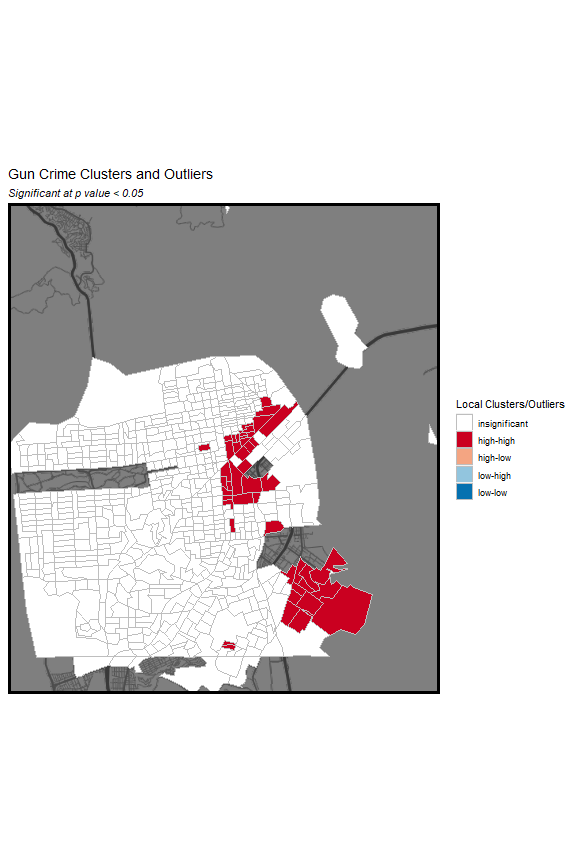 Gun Crime Clusters and Outliers
Significant at p value < 0.05
Local Clusters/Outliers
insignificant
high-high
high-low
low-high
low-low